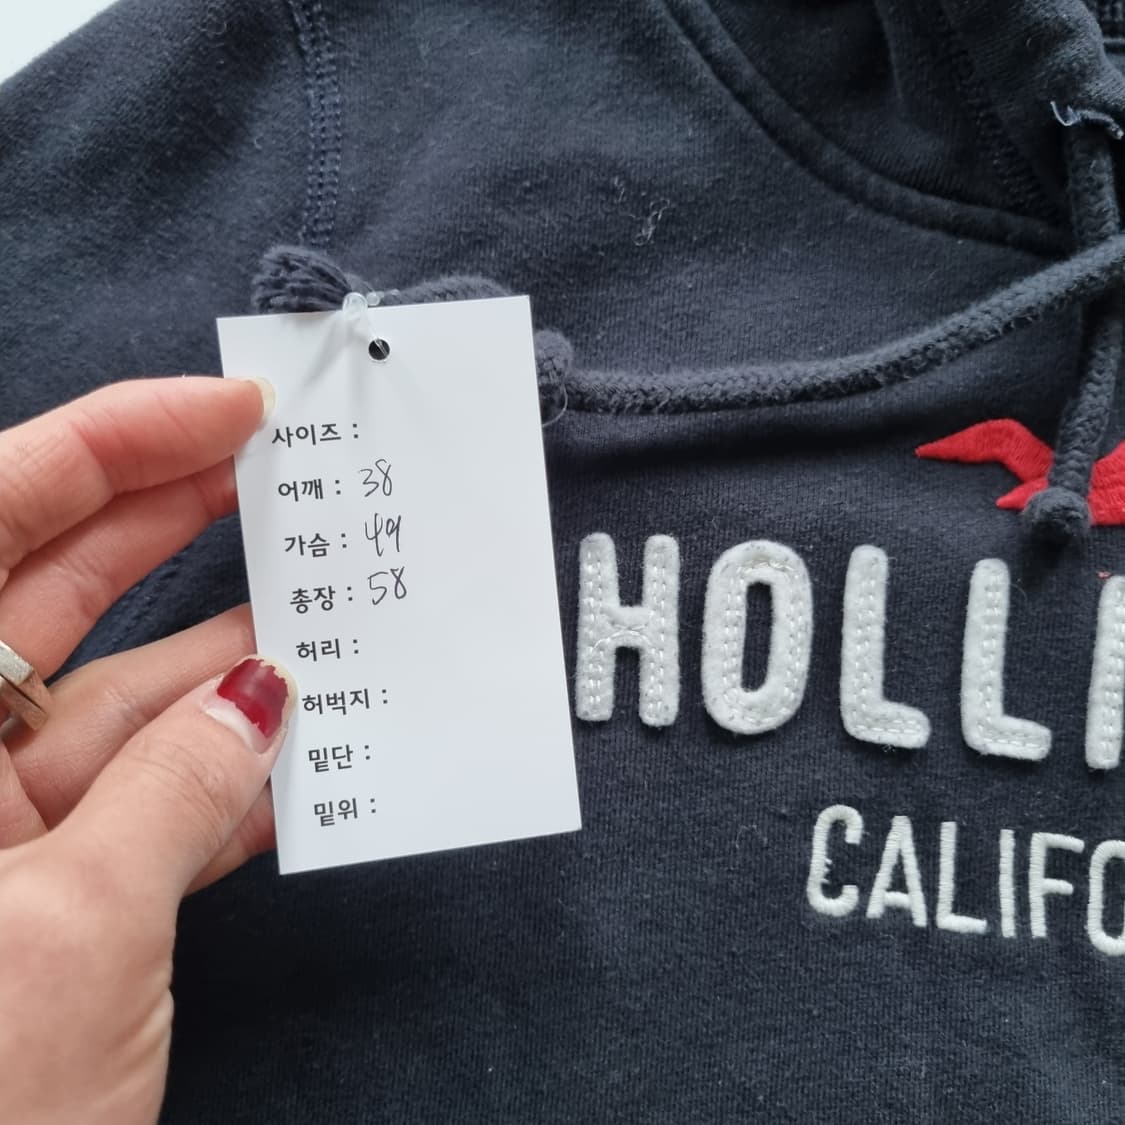 사이즈 :
어깨 : 38
가슴 : 49
총장 : 58
허리 :
허벅지 :
밑단 :
밑위 :
HOLLI
CALIFO